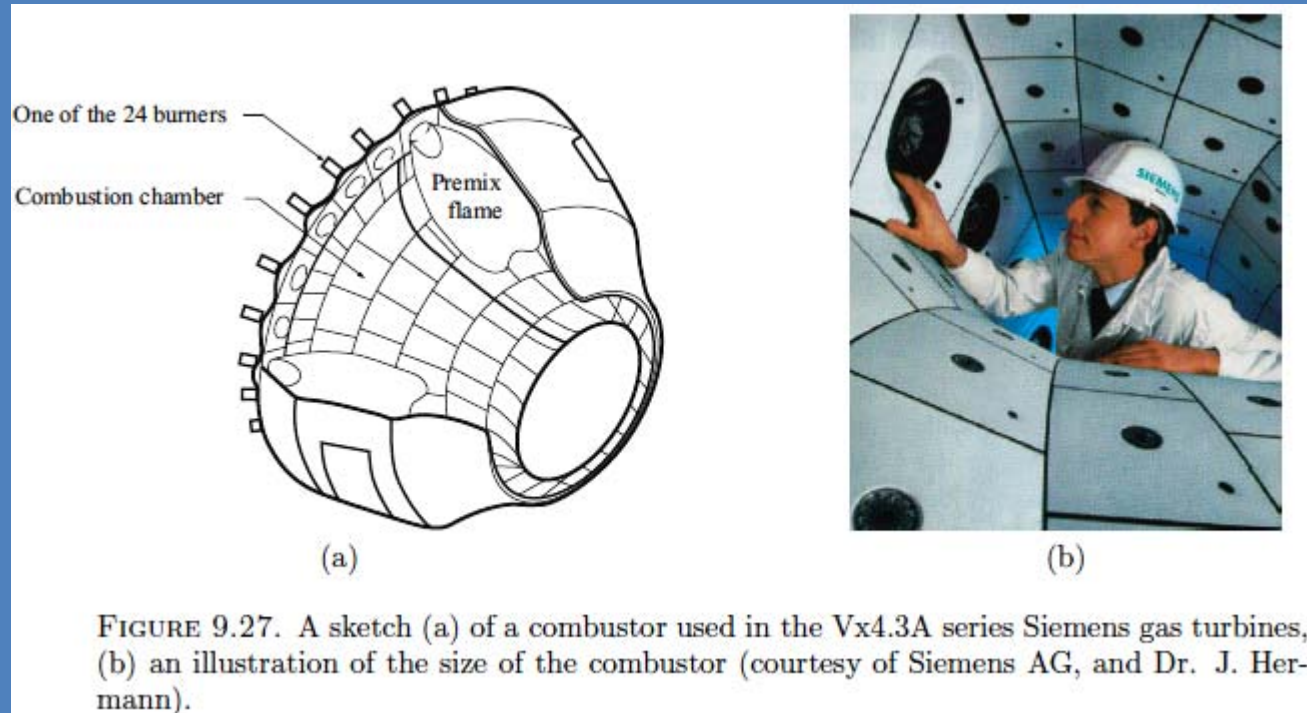 One of the 24 burners
Combustion chamber
Premix
flame
SIEMENS
(a)
(b)
FIGURE 9.27. A sketch (a) of a combustor used in the Vx4.3A series Siemens gas turbines,
(b) an illustration of the size of the combustor (courtesy of Siemens AG, and Dr. J. Her-
mann).